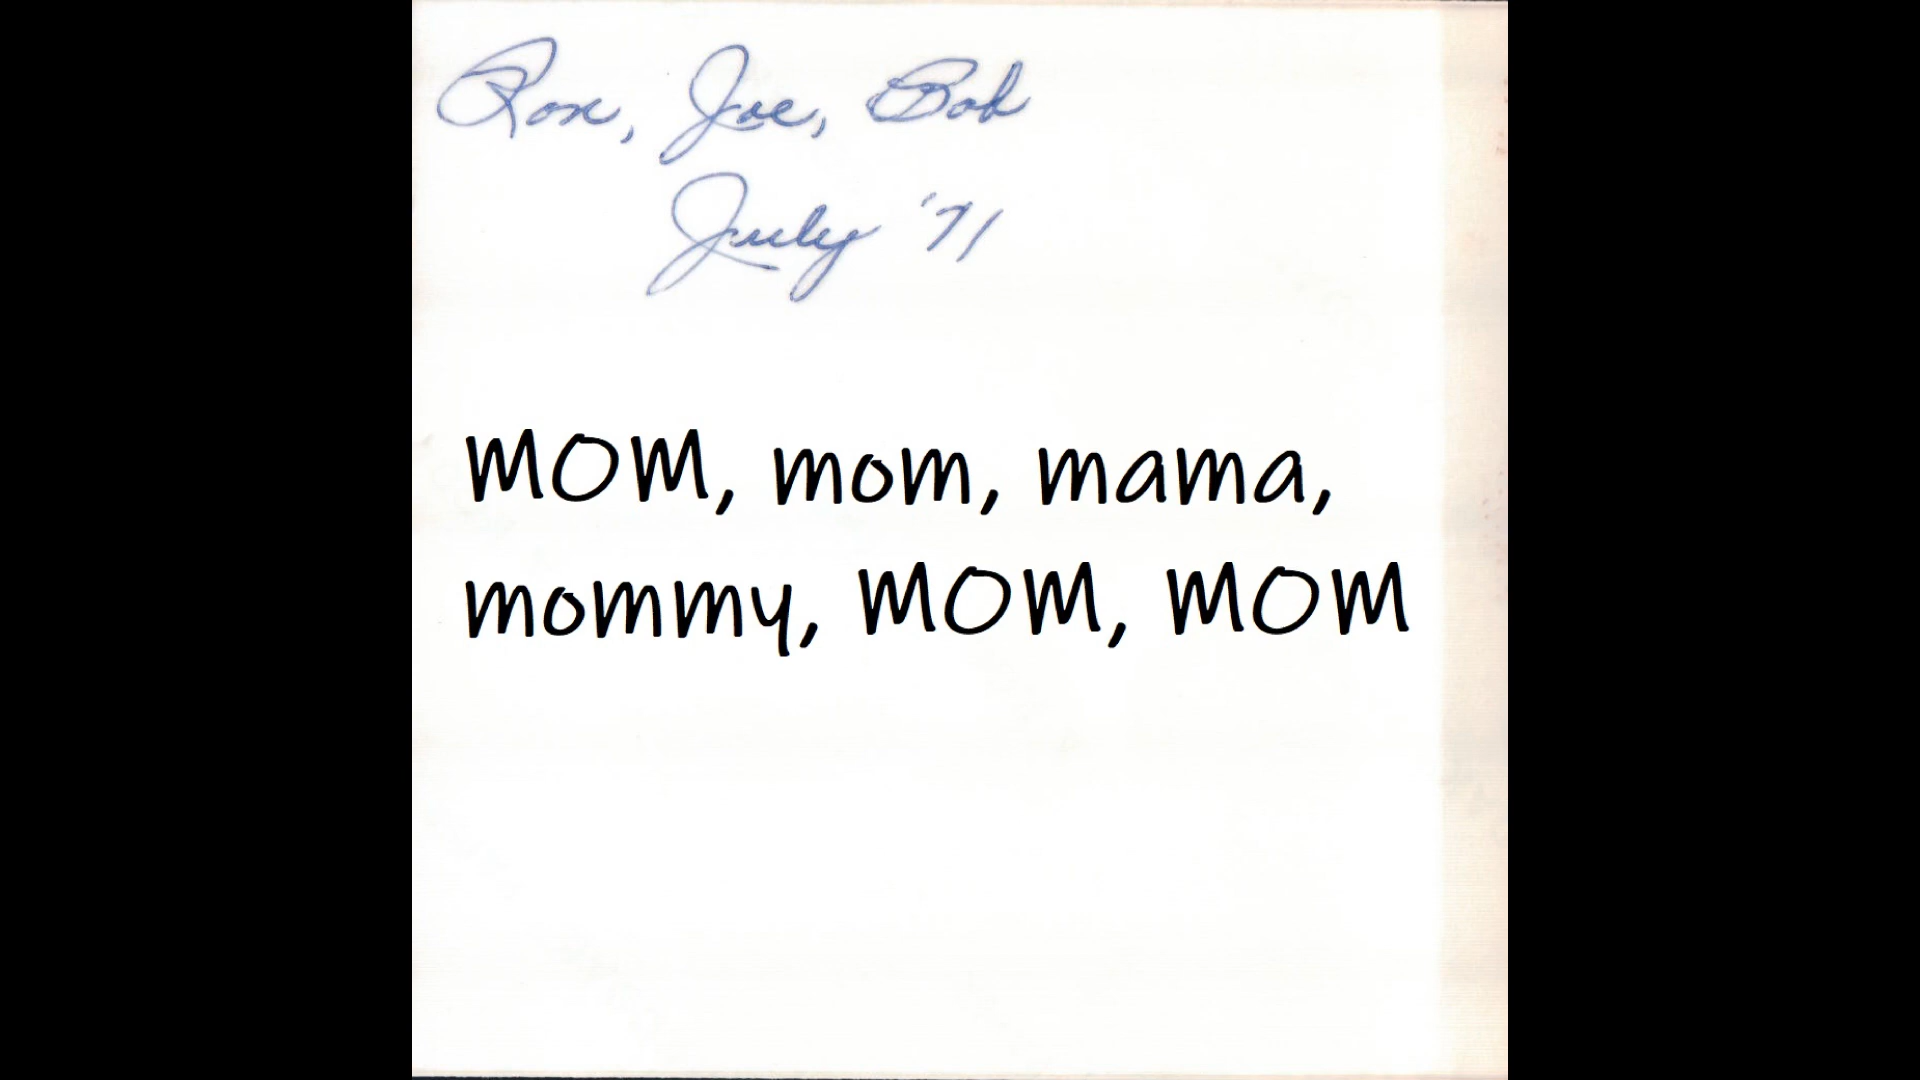 Ron, Joe, Bob
July '71
MOM, mom, mama,
mommy, MOM, MOM